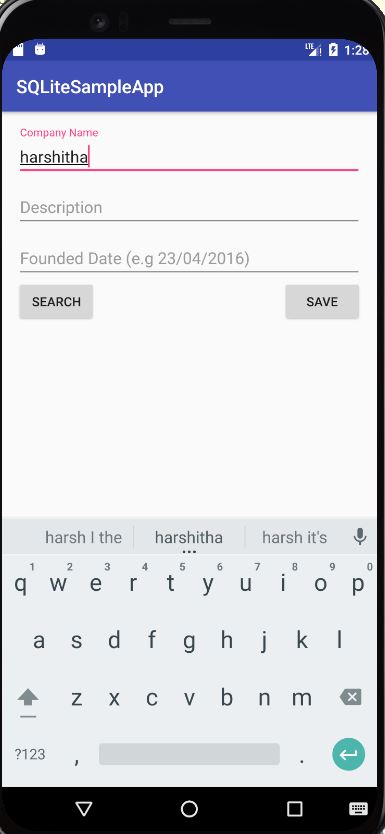 LTE 1:28
SQLiteSampleApp
Company Name
harshitha
Description
Founded Date (e.g 23/04/2016)
SEARCH SAVE
harsh I the harshitha harsh it's
1 2 3 4 5 6 7 8 9 0
q w e r t y u i o p
a s d f g h j k l
z x c v b n m
?123 , .